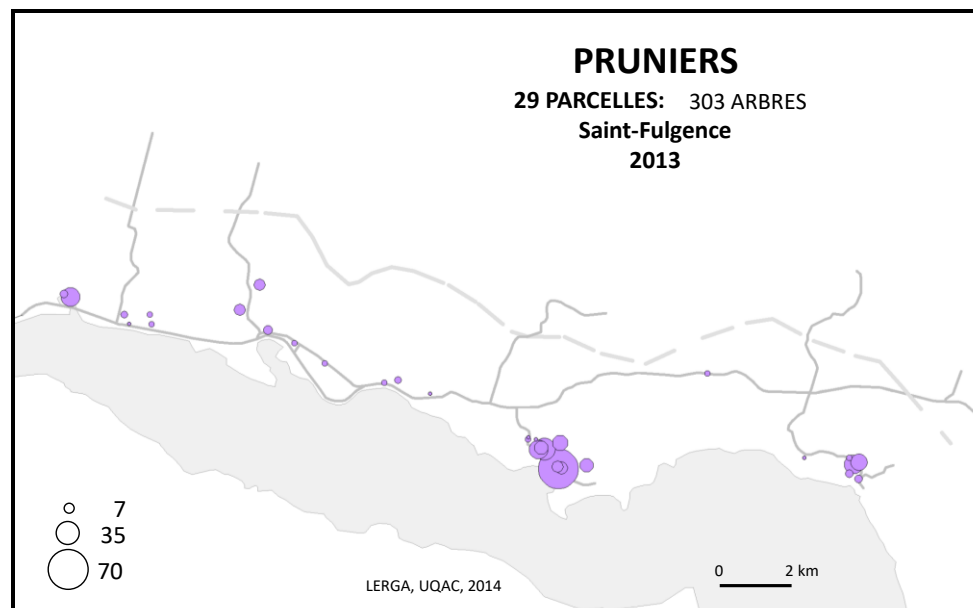 PRUNIERS
29 PARCELLES: 303 ARBRES
Saint-Fulgence
2013
7
35
70
LERGA, UQAC, 2014
0 2 km